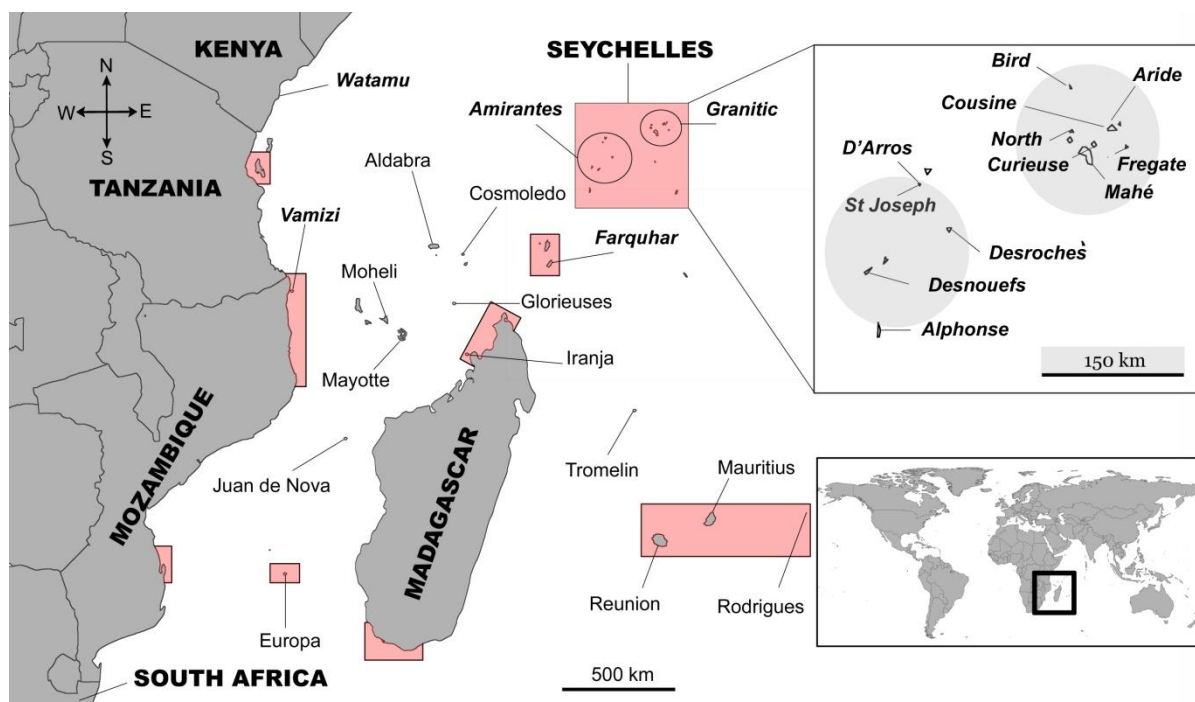 KENYA
N
W E
S
Watamu
TANZANIA
Vamizi
Aldabra
Cosmoledo
Moheli
Mayotte
Glorieuses
Iranja
SEYCHELLES
Amirantes
Granitic
Farquhar
Bird
Aride
Cousine
North
Curieuse
Fregate
Mahé
D'Arros
St Joseph
Desroches
Desnouefs
Alphonse
150 km
MOZAMBIQUE
Juan de Nova
MADAGASCAR
Tromelin
Mauritius
Reunion
Rodrigues
Europa
SOUTH AFRICA
500 km